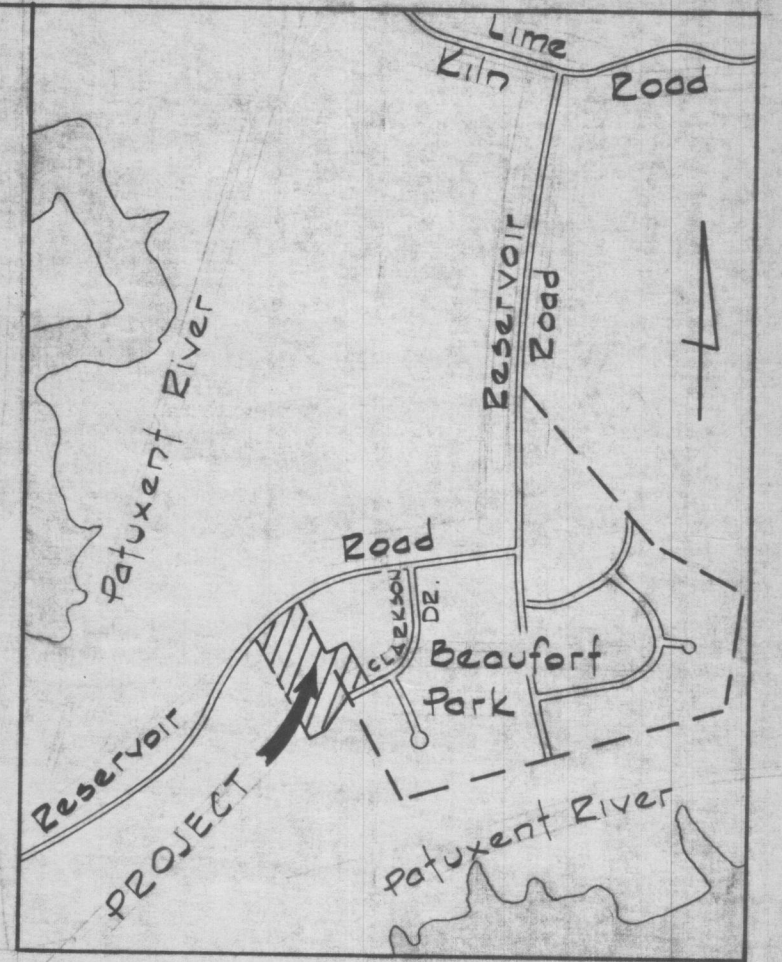 Lime
Kiln
Road
Reservoir
Road
Patuxent River
Road
CLARKSON
DR.
Beaufort
Park
Reservoir
PROJECT
Patuxent River